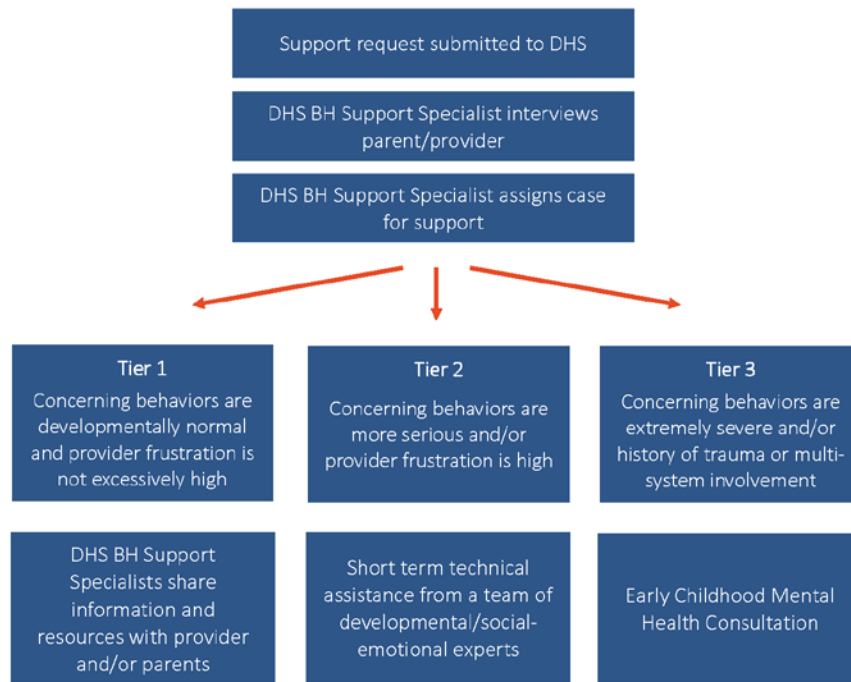 Support request submitted to DHS
DHS BH Support Specialist interviews
parent/provider
DHS BH Support Specialist assigns case
for support
Tier 1
Concerning behaviors are
developmentally normal
and provider frustration is
not excessively high
Tier 2
Concerning behaviors are
more serious and/or
provider frustration is high
Tier 3
Concerning behaviors are
extremely severe and/or
history of trauma or multi-
system involvement
DHS BH Support
Specialists share
information and
resources with provider
and/or parents
Short term technical
assistance from a team of
developmental/social-
emotional experts
Early Childhood Mental
Health Consultation